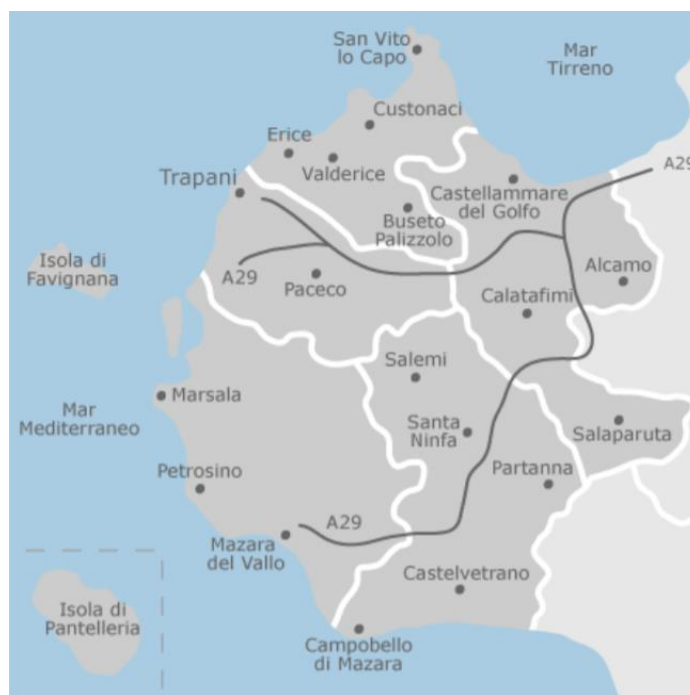 San Vito
lo Capo
Mar
Tirreno
Custonaci
Erice
Valderice
A29
Trapani
Castellammare
del Golfo
Buseto
Palizzolo
Isola di
Favignana
A29
Paceco
Alcamo
Calatafimi
Salemi
Marsala
Mar
Mediterraneo
Santa
Ninfa
Salaparuta
Petrosino
Partanna
A29
Mazara
del Vallo
Castelvetrano
Isola di
Pantelleria
Campobello
di Mazara